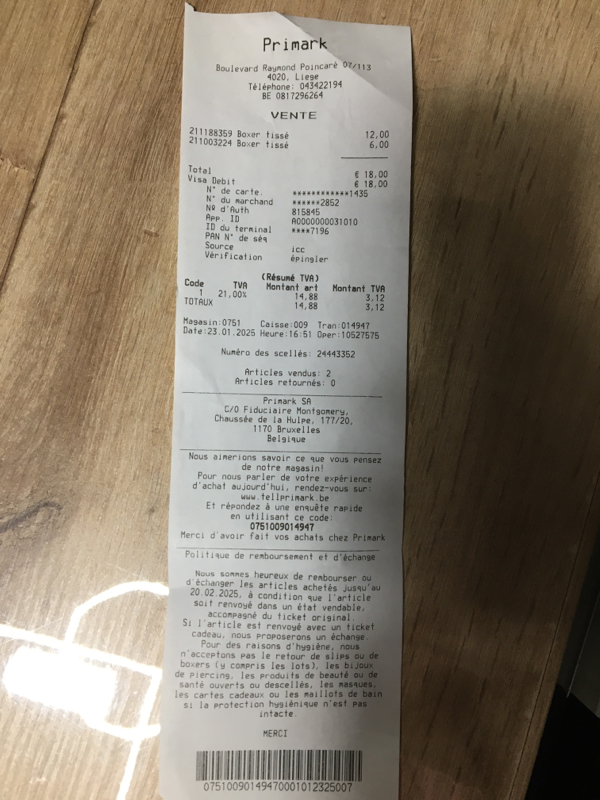 Primark
Boulevard Raymond Poincaré 07/113
4020, Liege
Téléphone: 043422194
BE 0817296264
VENTE
211188359 Boxer tissé 12,00
211003224 Boxer tissé 6,00
Total € 18,00
Visa Debit € 18,00
N° de carte. ************1435
N° du marchand ******2852
Nº d'Auth 815845
App. ID A0000000031010
ID du terminal ****7196
PAN N° de séq
Source icc
Vérification épingler
(Résumé TVA)
Code TVA Montant art Montant TVA
1 21,00% 14,88 3,12
TOTAUX 14,88 3,12
Magasin:0751 Caisse:009 Tran:014947
Date:23.01.2025 Heure:16:51 Oper:10527575
Numéro des scellés: 24443352
Articles vendus: 2
Articles retournés: 0
Primark SA
C/O Fiduciaire Montgomery,
Chaussée de la Hulpe, 177/20,
1170 Bruxelles
Belgique
Nous aimerions savoir ce que vous pensez
de notre magasin!
Pour nous parler de votre expérience
d'achat aujourd'hui, rendez-vous sur:
www.tellprimark.be
Et répondez à une enquête rapide
en utilisant ce code:
0751009014947
Merci d'avoir fait vos achats chez Primark
Politique de remboursement et d'échange
Nous sommes heureux de rembourser ou
d'échanger les articles achetés jusqu'au
20.02.2025, à condition que l'article
soit renvoyé dans un état vendable,
accompagné du ticket original.
Si l'article est renvoyé avec un ticket
cadeau, nous proposerons un échange.
Pour des raisons d'hygiène, nous
n'acceptons pas le retour de slips ou de
boxers (y compris les lots), les bijoux
de piercing, les produits de beauté ou de
santé ouverts ou descellés, les masques,
les cartes cadeaux ou les maillots de bain
si la protection hygiénique n'est pas
intacte.
MERCI
07510090149470001012325007